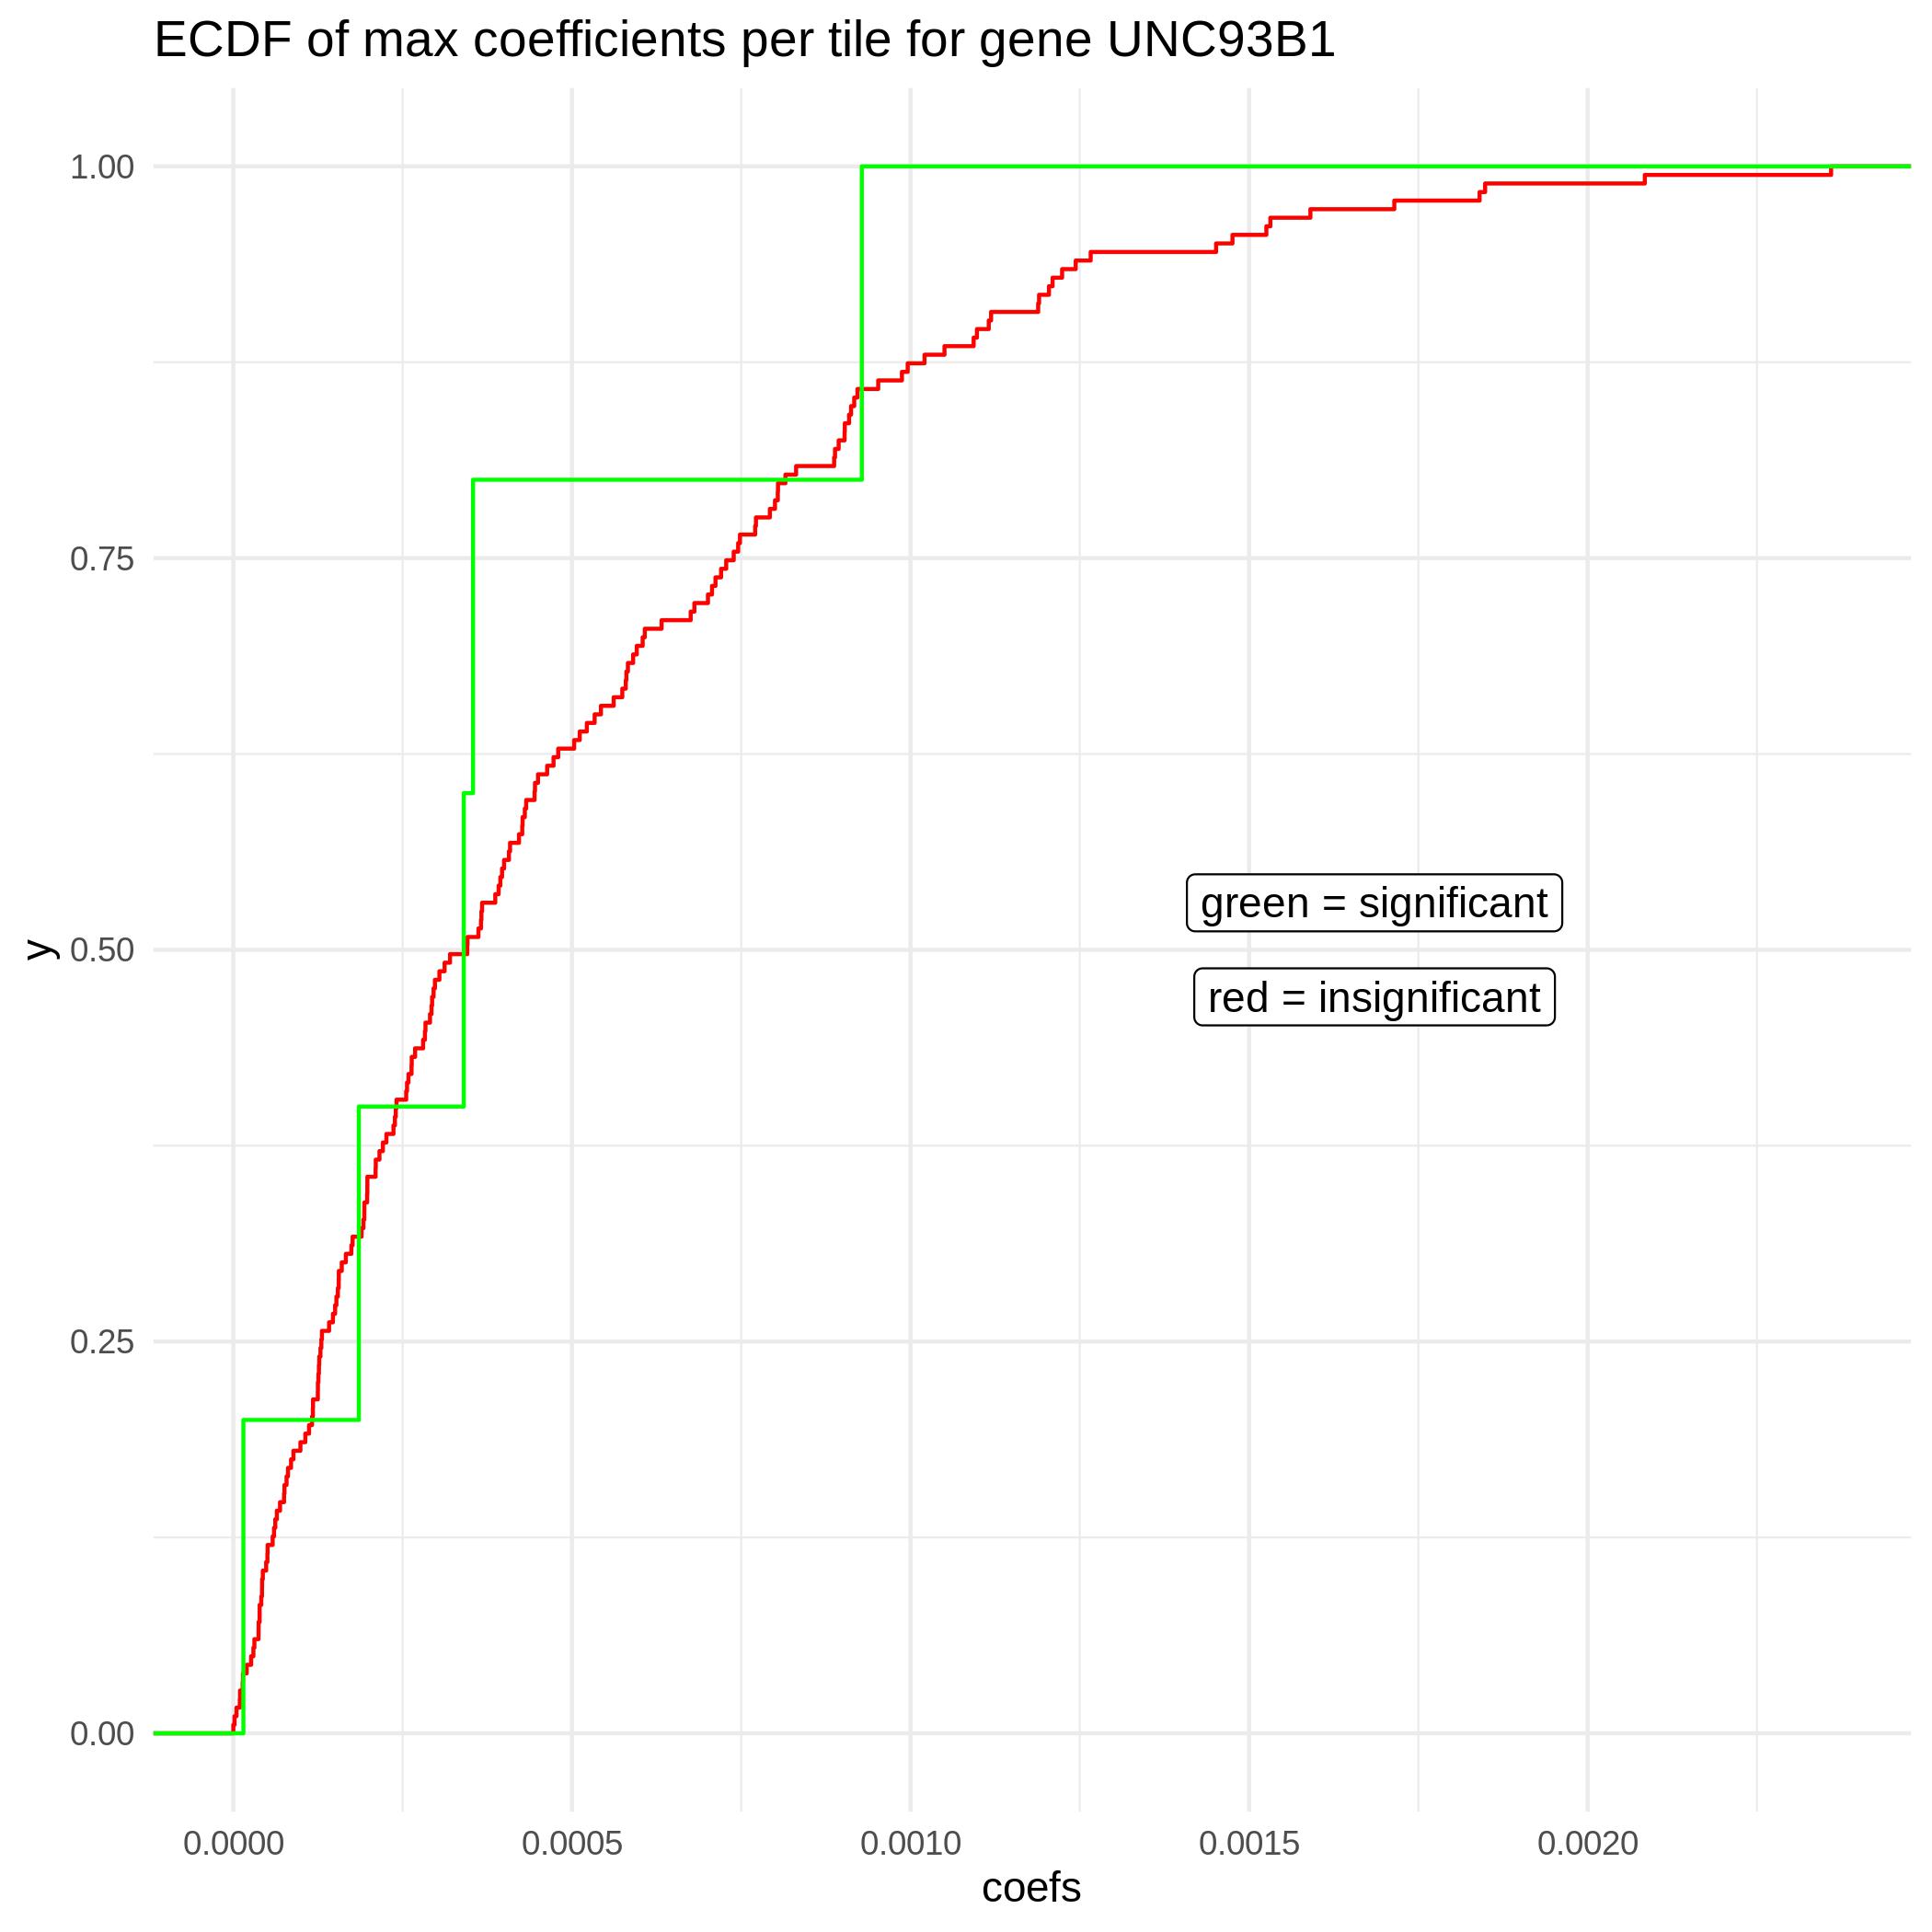 ECDF of max coefficients per tile for gene UNC93B1
1.00
0.75
0.50
0.25
0.00
y
green = significant
red = insignificant
0.0000 0.0005 0.0010 0.0015 0.0020
coefs